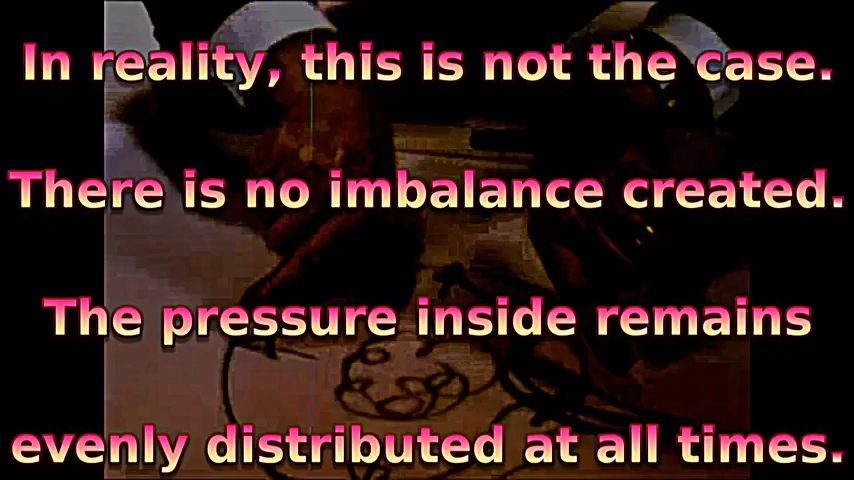 In reality, this is not the case.
There is no imbalance created.
The pressure inside remains
evenly distributed at all times.